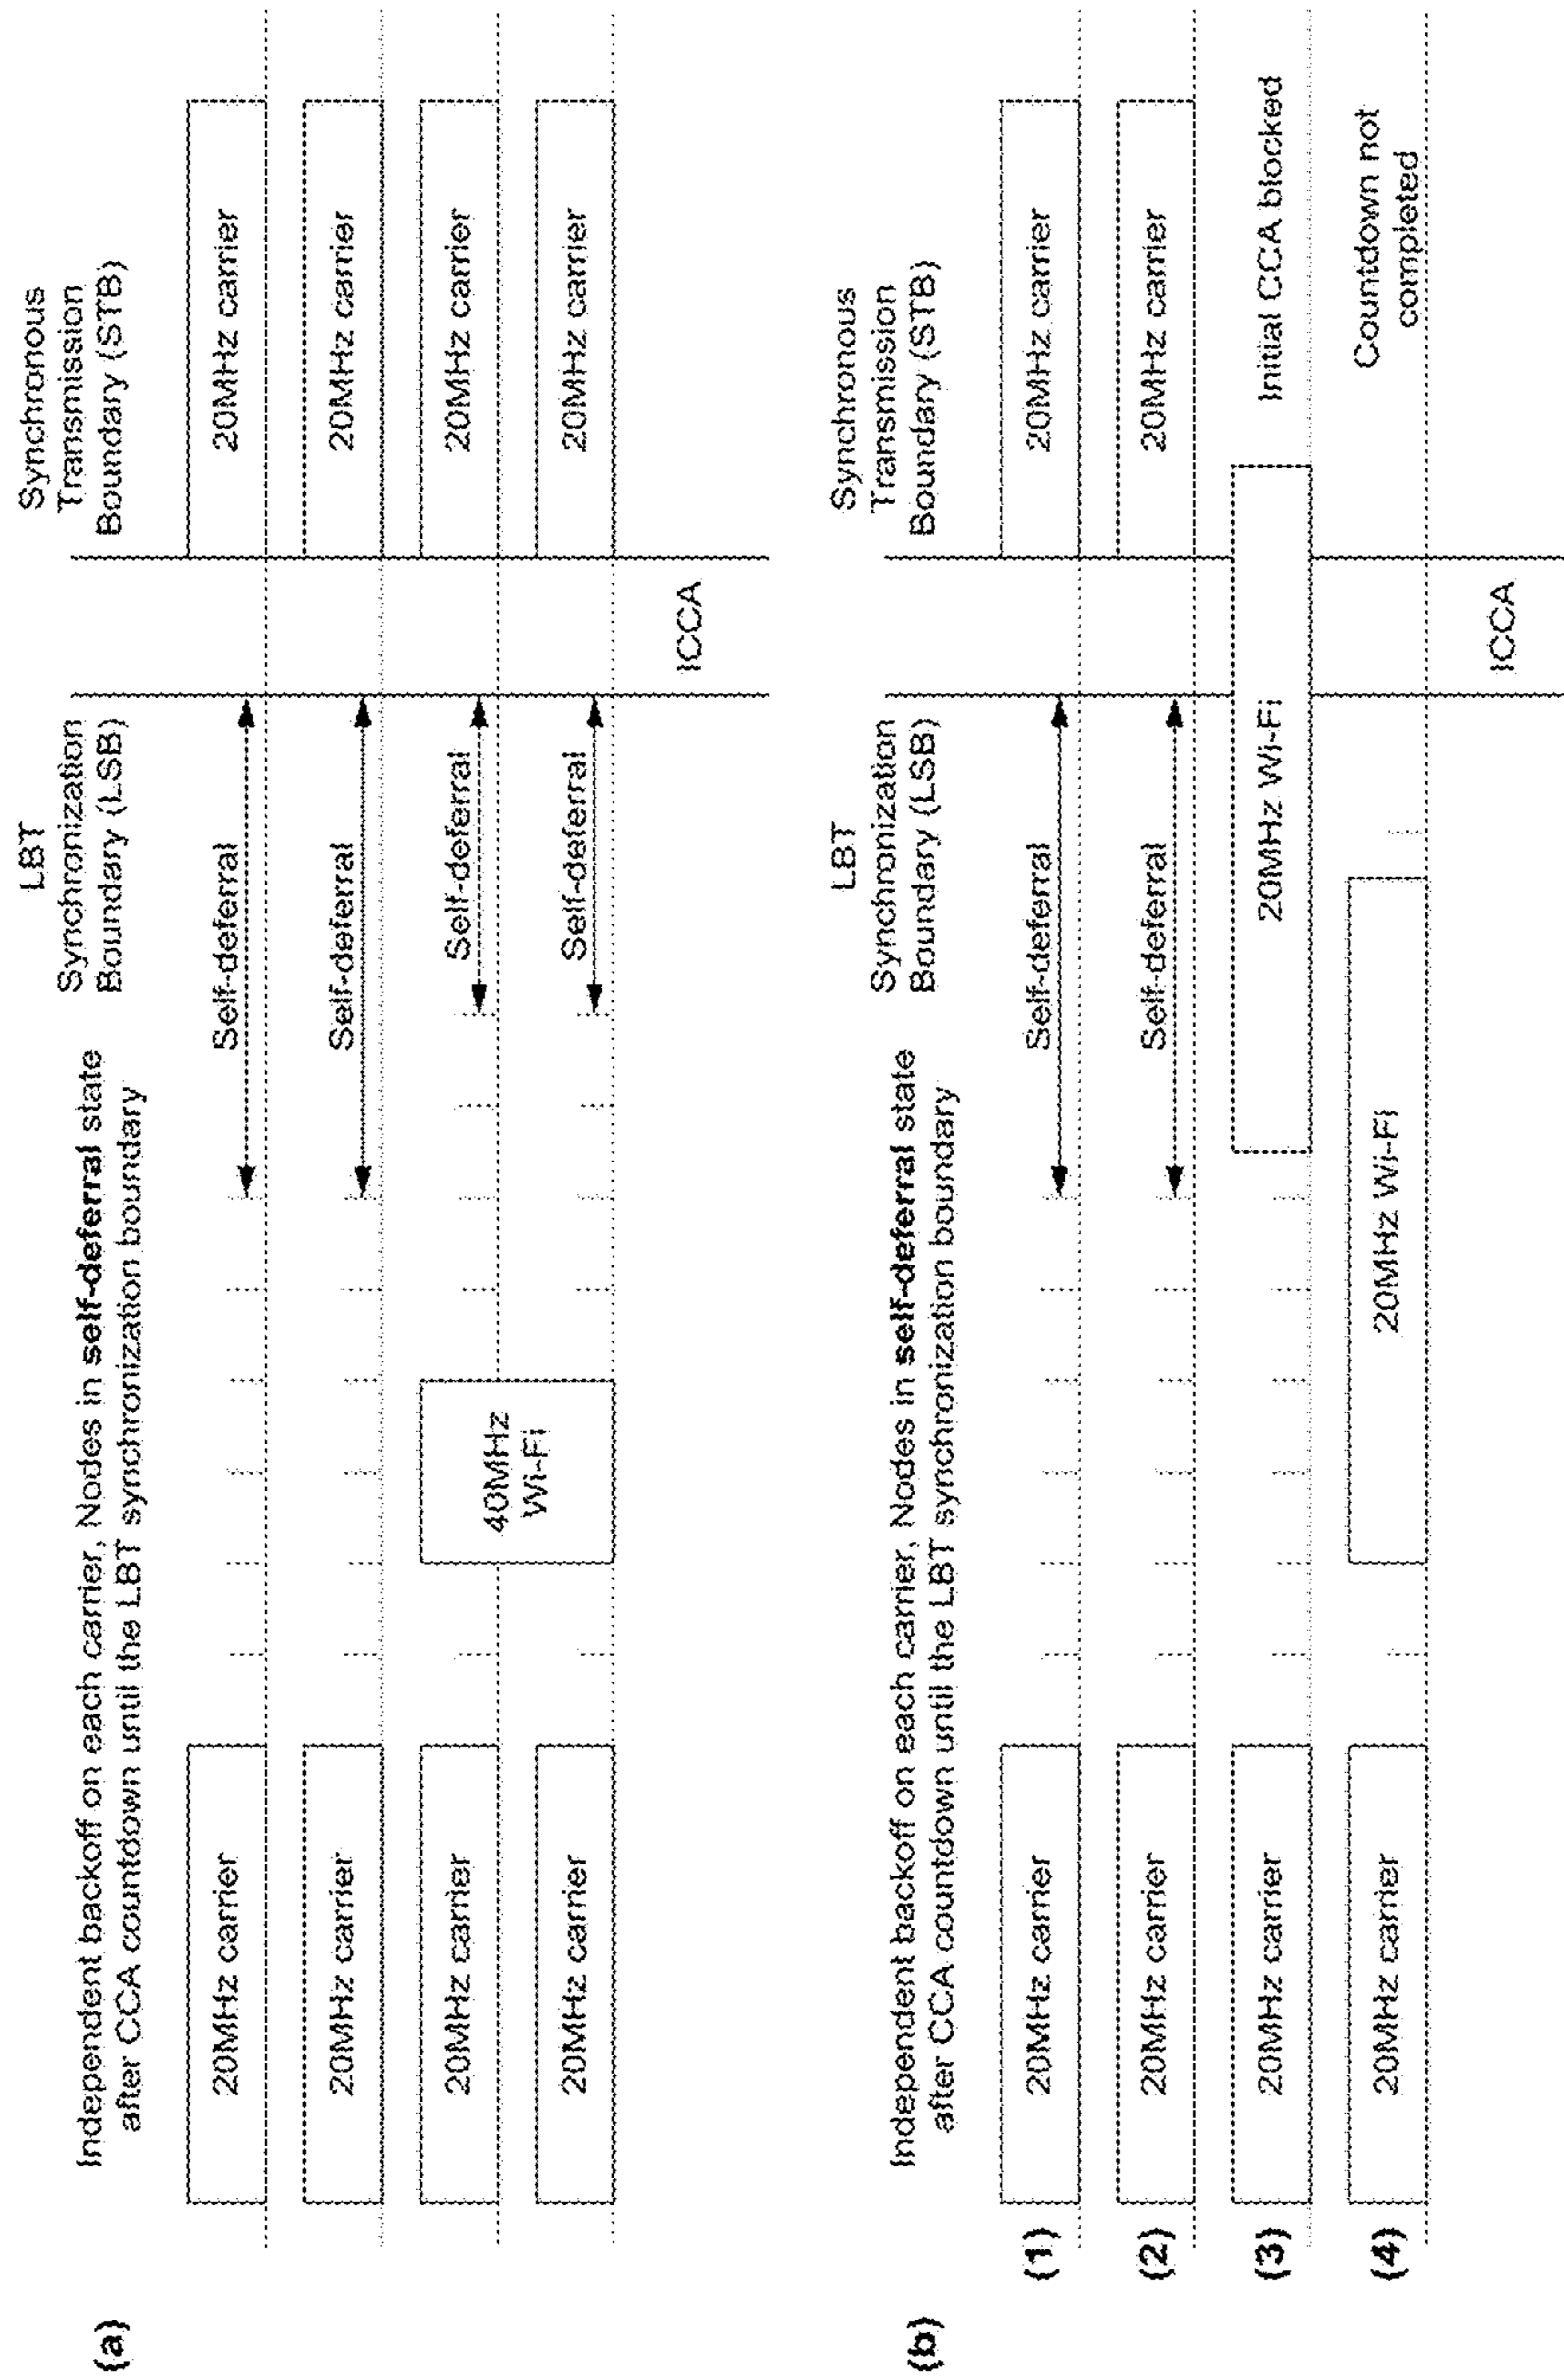 (a)
Independent backoff on each carrier, Nodes in self-deferral state
after CCA countdown until the LBT synchronization boundary
LBT
Synchronization
Boundary (LSB)
Synchronous
Transmission
Boundary (STB)
20MHz carrier
Self-deferral
20MHz carrier
20MHz carrier
Self-deferral
20MHz carrier
20MHz carrier
40MHz
Wi-Fi
Self-deferral
20MHz carrier
20MHz carrier
Self-deferral
20MHz carrier
ICCA
(b)
Independent backoff on each carrier, Nodes in self-deferral state
after CCA countdown until the LBT synchronization boundary
LBT
Synchronization
Boundary (LSB)
Synchronous
Transmission
Boundary (STB)
(1)
20MHz carrier
Self-deferral
20MHz carrier
(2)
20MHz carrier
Self-deferral
20MHz carrier
(3)
20MHz carrier
20MHz Wi-Fi
Initial CCA blocked
(4)
20MHz carrier
20MHz Wi-Fi
Countdown not
completed
ICCA